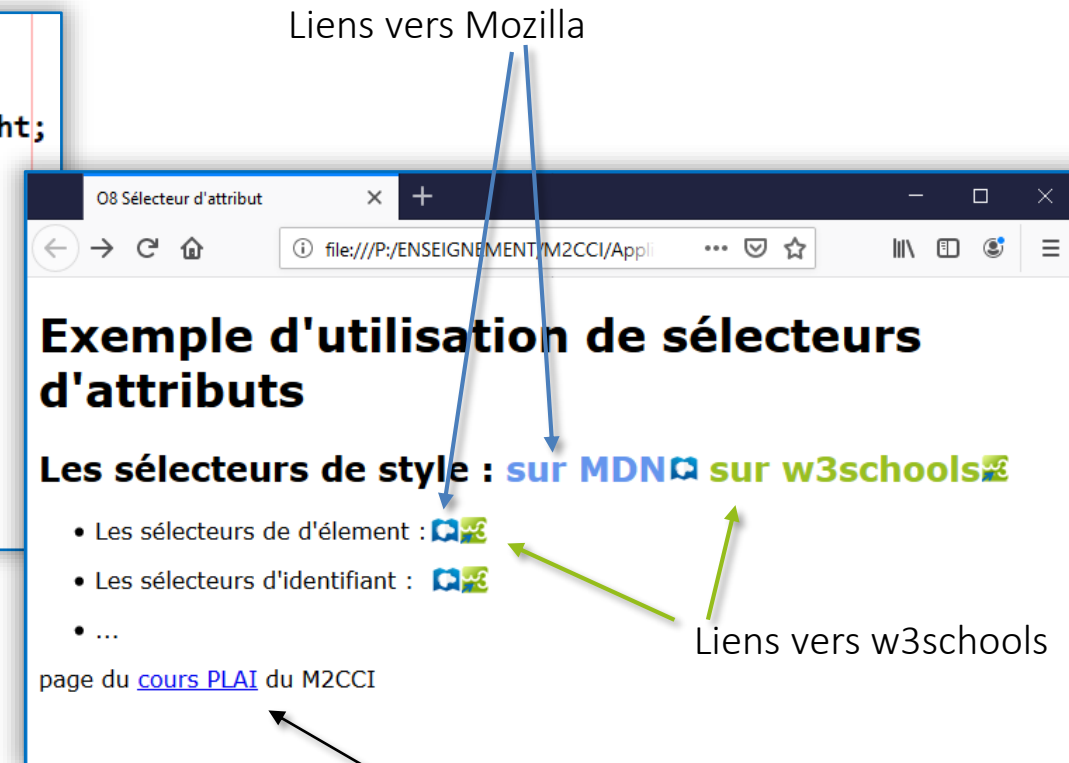 Liens vers Mozilla
ht;
O8 Sélecteur d'attribut
file:///P:/ENSEIGNEMENT/M2CCI/Appli
Exemple d'utilisation de sélecteurs
d'attributs
Les sélecteurs de style : sur MDN sur w3schools
• Les sélecteurs de d'élement :
• Les sélecteurs d'identifiant :
• ...
Liens vers w3schools
page du cours PLAI du M2CCI